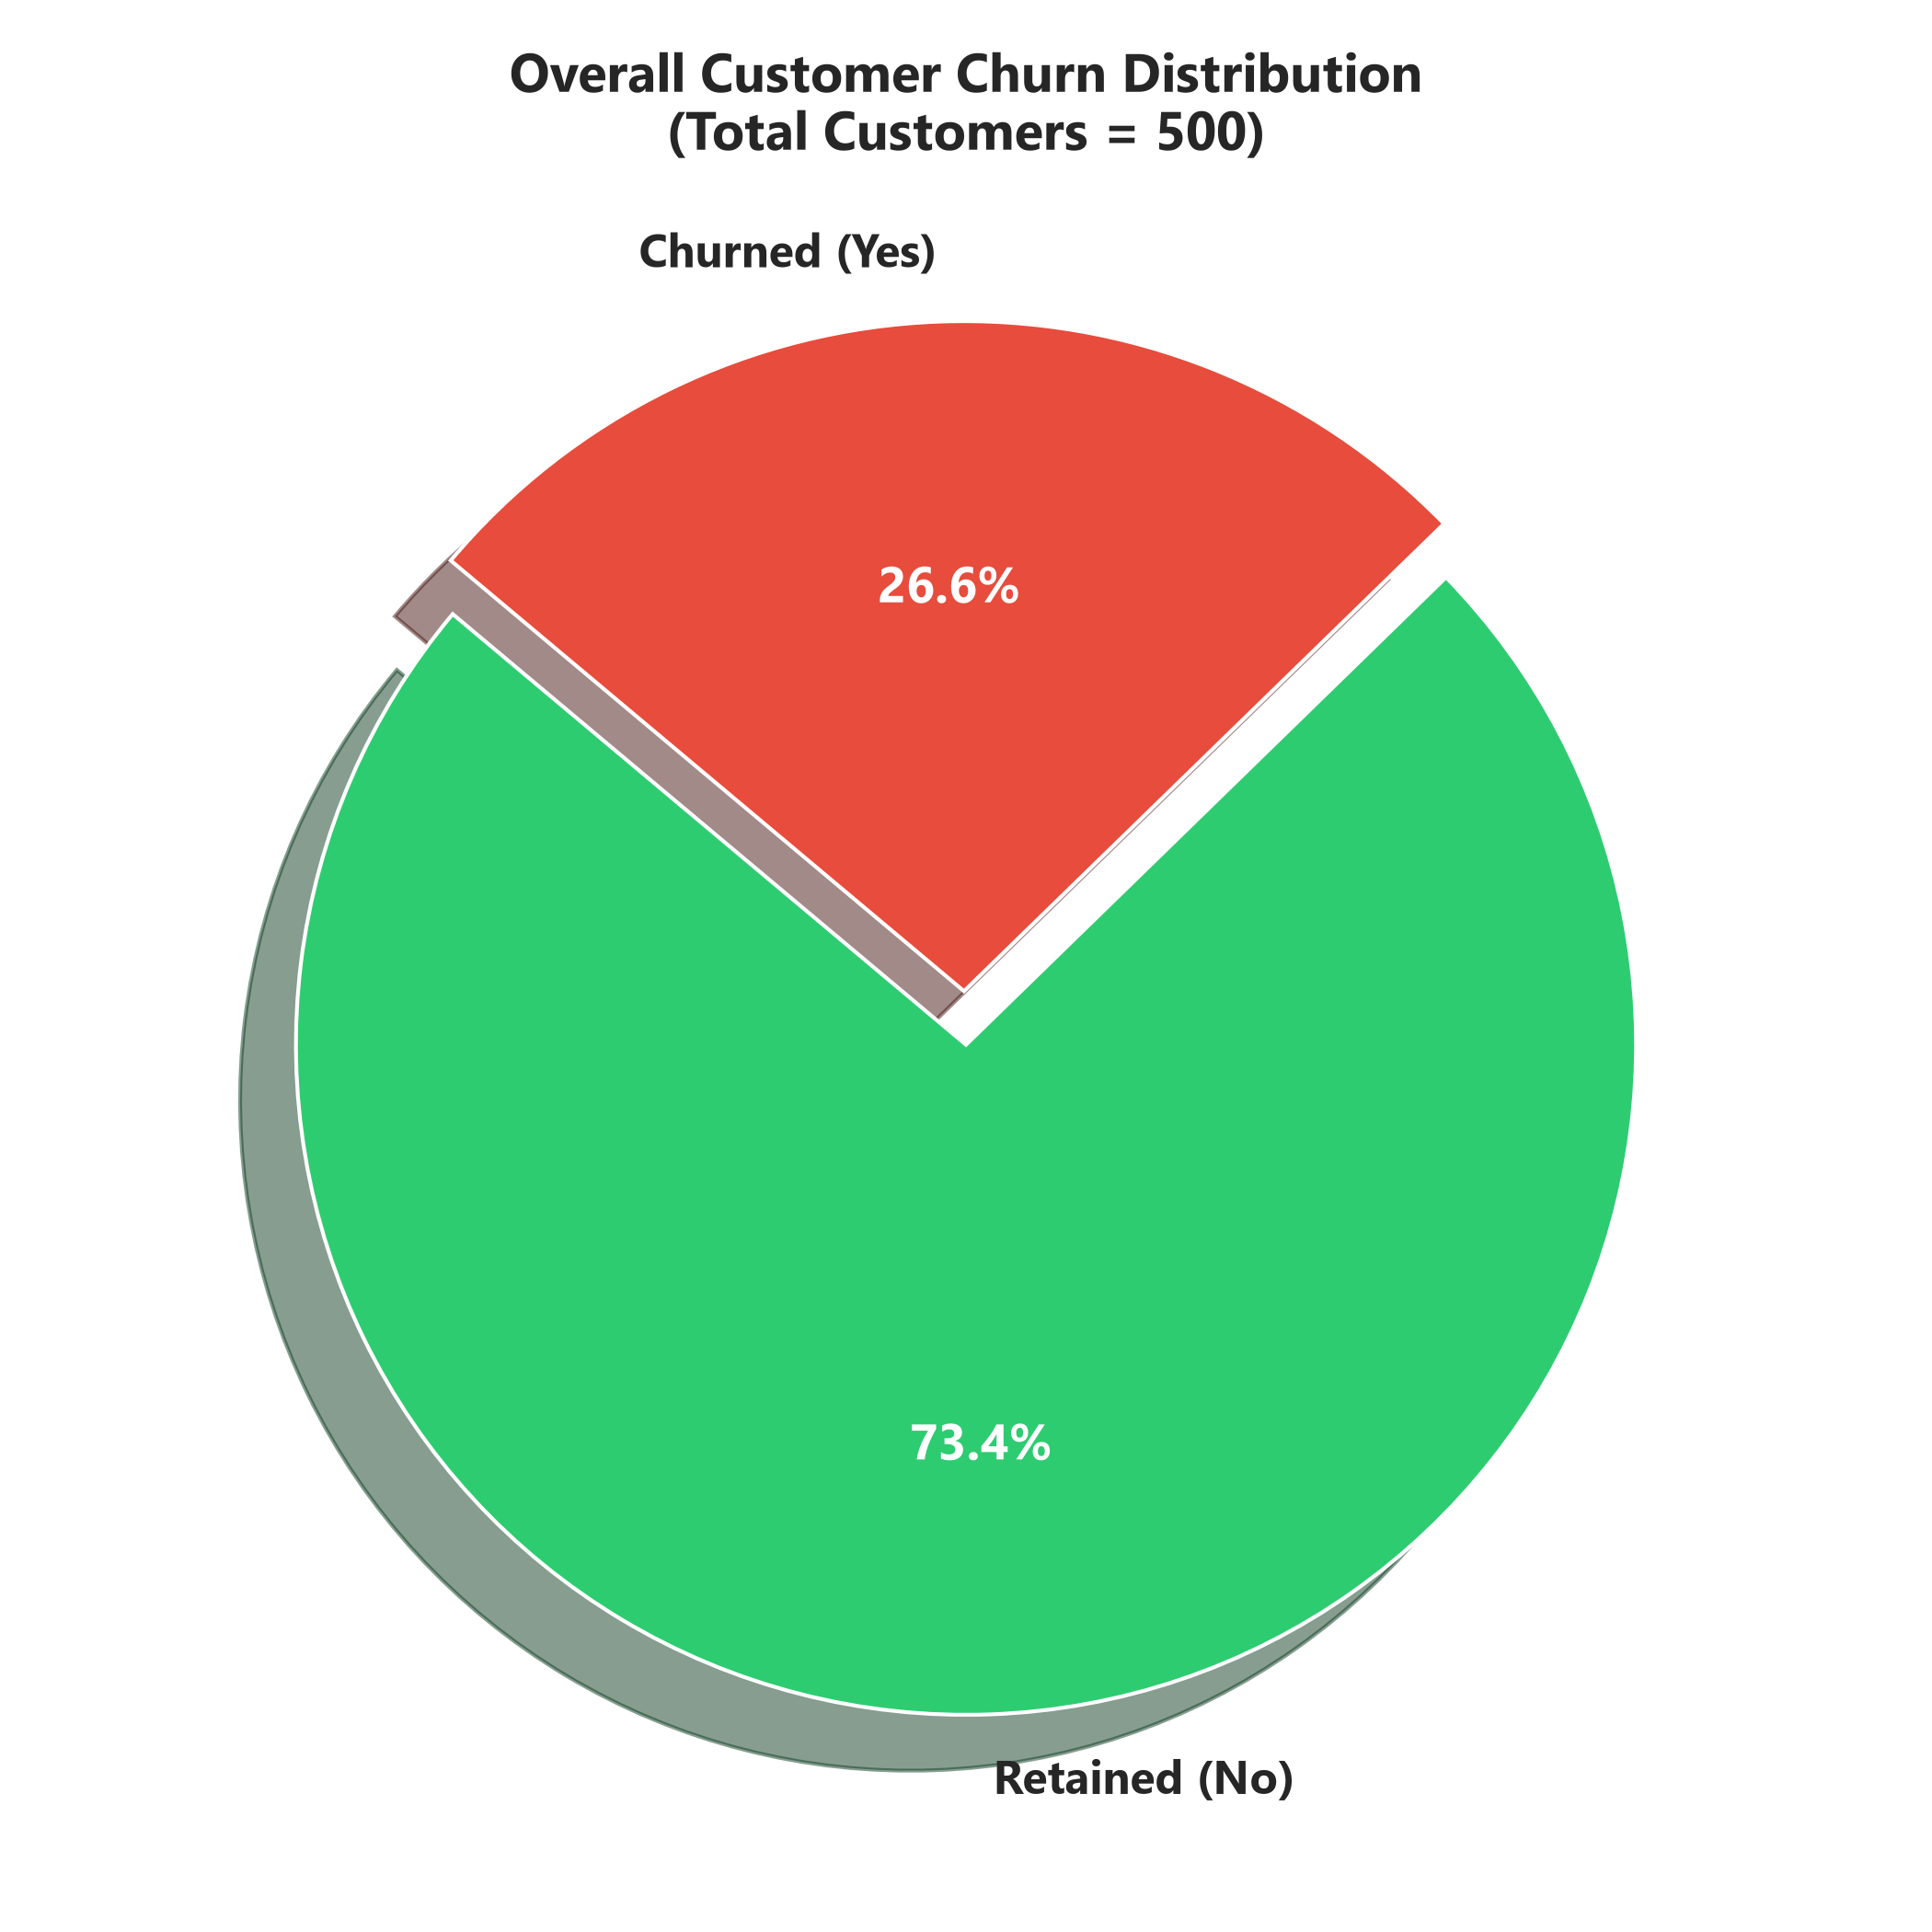 Overall Customer Churn Distribution
(Total Customers = 500)
Churned (Yes)
26.6%
73.4%
Retained (No)